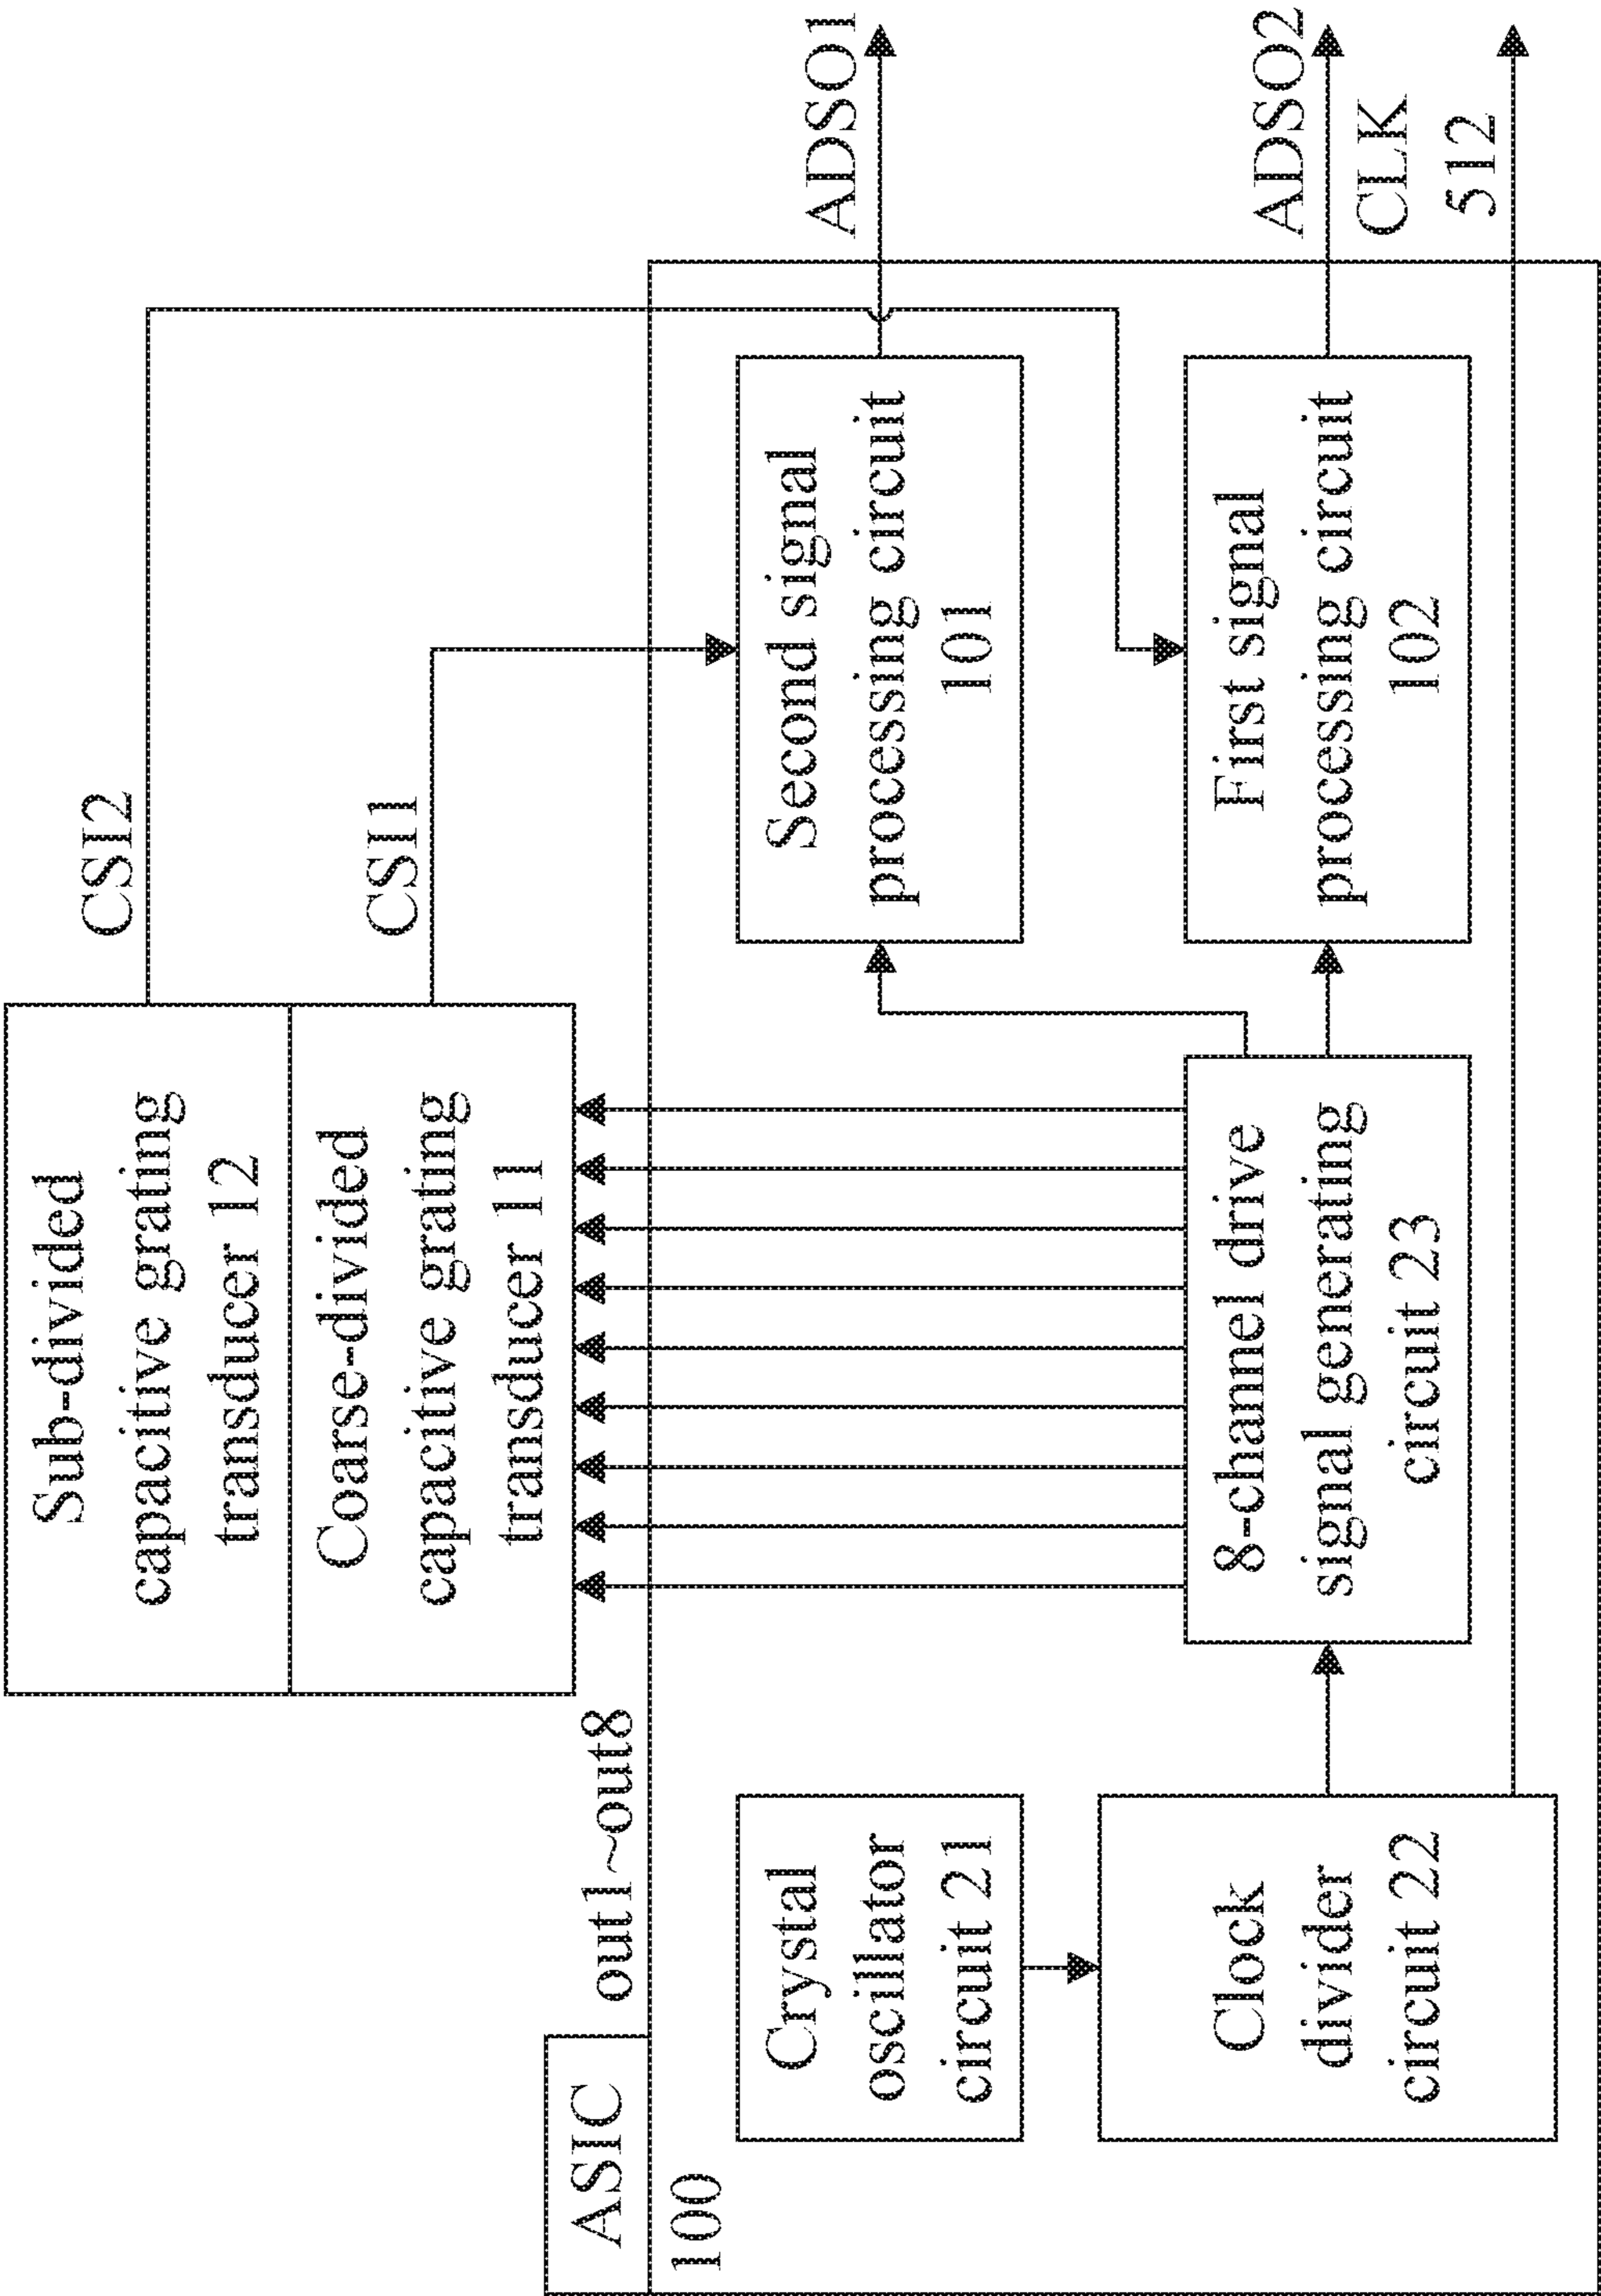 Sub-divided
capacitive grating
transducer 12
CSI2
Coarse-divided
capacitive grating
transducer 11
CSI1
out1~out8
ASIC
100
Crystal
oscillator
circuit 21
Second signal
processing circuit
101
ADSO1
Clock
divider
circuit 22
8-channel drive
signal generating
circuit 23
First signal
processing circuit
102
ADSO2
CLK
512